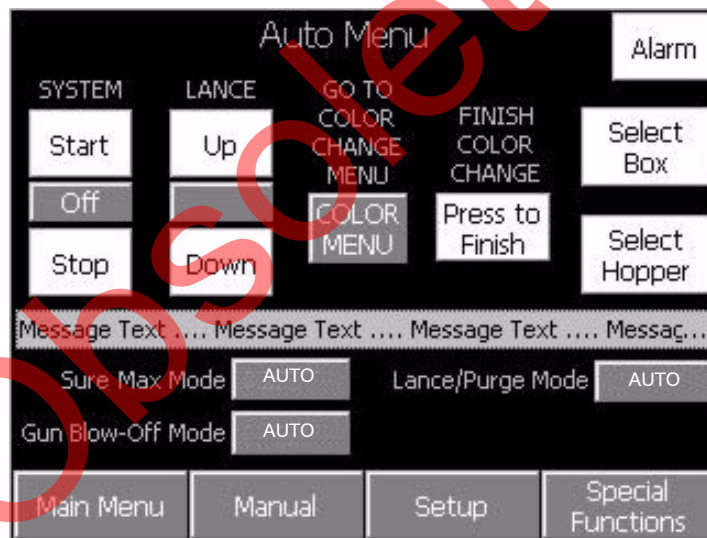 Auto Menu
Alarm
SYSTEM
Start
Off
Stop
LANCE
Up
Down
GO TO
COLOR
CHANGE
MENU
COLOR
MENU
FINISH
COLOR
CHANGE
Press to
Finish
Select
Box
Select
Hopper
Message Text .... Message Text .... Message Text .... Messag...
Sure Max Mode AUTO
Lance/Purge Mode AUTO
Gun Blow-Off Mode AUTO
Main Menu
Manual
Setup
Special
Functions
Obsolet